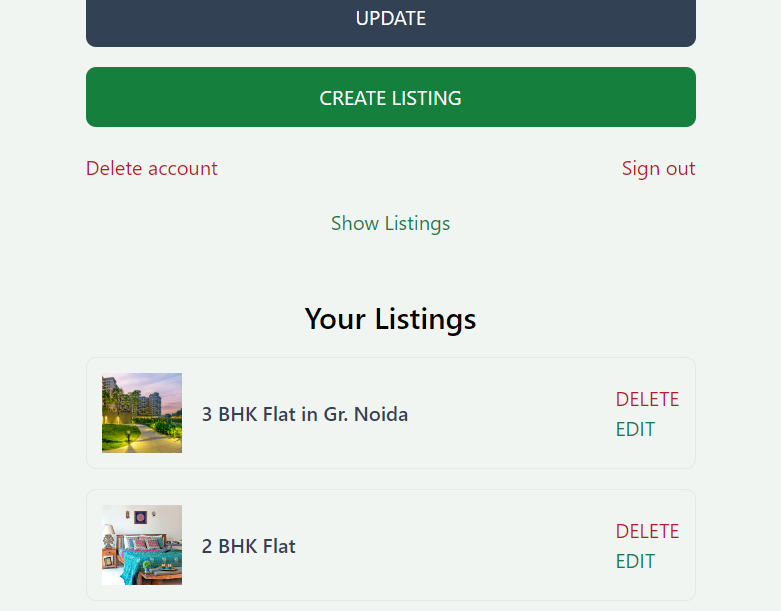 UPDATE
CREATE LISTING
Delete account
Sign out
Show Listings
Your Listings
3 BHK Flat in Gr. Noida
DELETE
EDIT
2 BHK Flat
DELETE
EDIT